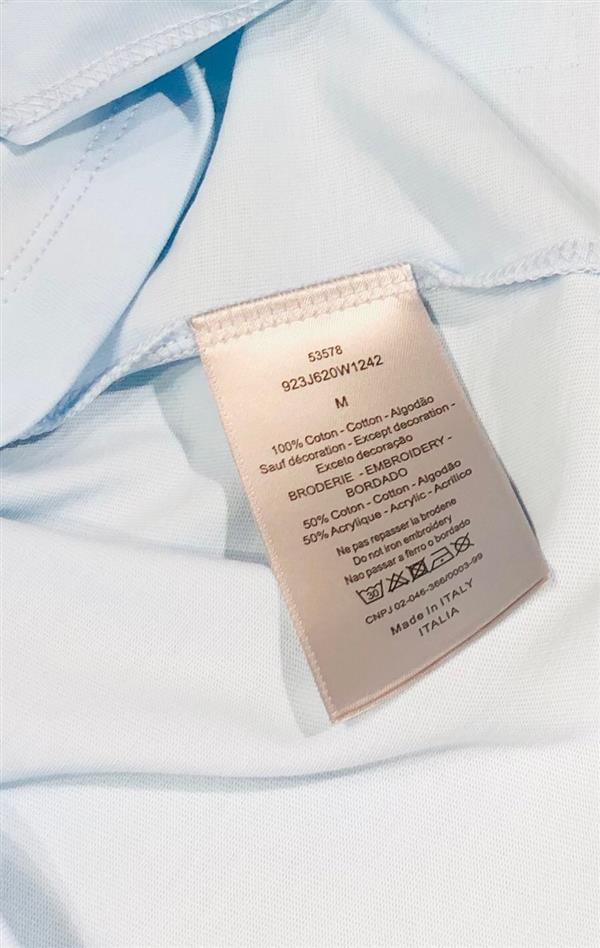 53578
923J620W1242
M
100% Coton - Cotton - Algodão
Sauf décoration - Except decoration -
Exceto decoração
BRODERIE - EMBROIDERY -
BORDADO
50% Coton - Cotton - Algodão
50% Acrylique - Acrylic - Acrílico
Ne pas repasser la broderie
Do not iron embroidery
Nao passar a ferro o bordado
30
CNPJ 02-046-366/0003-99
Made in ITALY
ITALIA